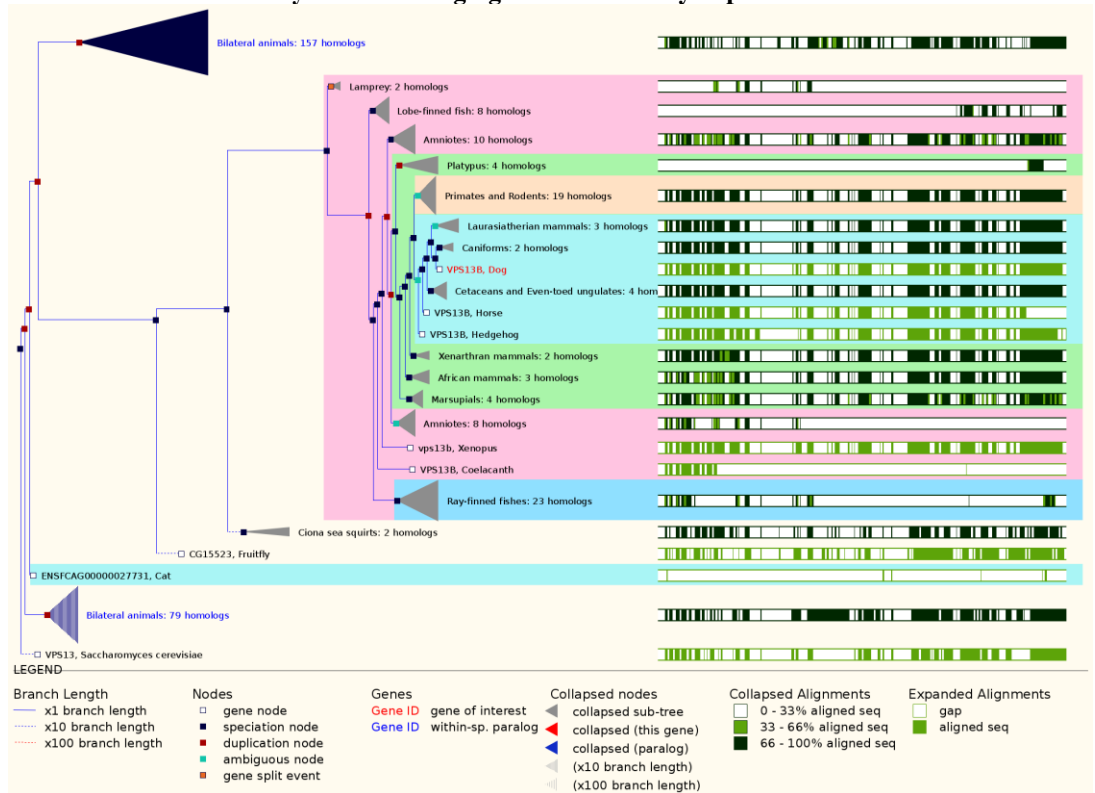 Bilateral animals: 157 homologs
Lamprey: 2 homologs
Lobe-finned fish: 8 homologs
Amniotes: 10 homologs
Platypus: 4 homologs
Primates and Rodents: 19 homologs
Laurasiatherian mammals: 3 homologs
Caniforms: 2 homologs
VPS13B, Dog
Cetaceans and Even-toed ungulates: 4 hom
VPS13B, Horse
VPS13B, Hedgehog
Xenarthran mammals: 2 homologs
African mammals: 3 homologs
Marsupials: 4 homologs
Amniotes: 8 homologs
vps13b, Xenopus
VPS13B, Coelacanth
Ray-finned fishes: 23 homologs
Ciona sea squirts: 2 homologs
CG15523, Fruitfly
ENSFCAG00000027731, Cat
Bilateral animals: 79 homologs
VPS13, Saccharomyces cerevisiae
LEGEND
Branch Length
x1 branch length
x10 branch length
x100 branch length
Nodes
gene node
speciation node
duplication node
ambiguous node
gene split event
Genes
Gene ID gene of interest
Gene ID within-sp. paralog
Collapsed nodes
collapsed sub-tree
collapsed (this gene)
collapsed (paralog)
(x10 branch length)
(x100 branch length)
Collapsed Alignments
0 - 33% aligned seq
33 - 66% aligned seq
66 - 100% aligned seq
Expanded Alignments
gap
aligned seq